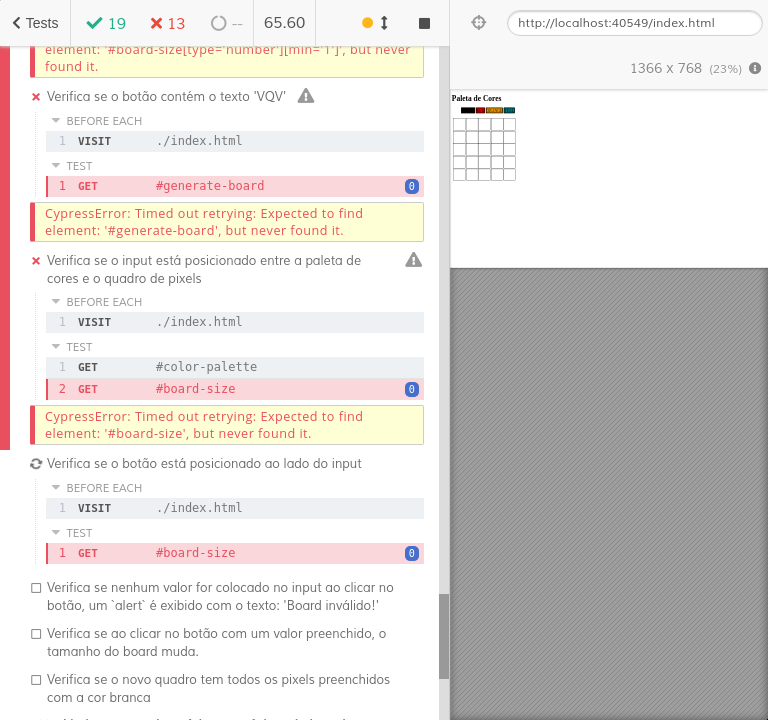 Tests 19 13 -- 65.60 http://localhost:40549/index.html
1366 x 768 (23%)
element: '#board-size[type='number'][min='1']', but never
found it.
Verifica se o botão contém o texto 'VQV'
BEFORE EACH
1 VISIT ./index.html
TEST
1 GET #generate-board 0
CypressError: Timed out retrying: Expected to find
element: '#generate-board', but never found it.
Verifica se o input está posicionado entre a paleta de
cores e o quadro de pixels
BEFORE EACH
1 VISIT ./index.html
TEST
1 GET #color-palette
2 GET #board-size 0
CypressError: Timed out retrying: Expected to find
element: '#board-size', but never found it.
Verifica se o botão está posicionado ao lado do input
BEFORE EACH
1 VISIT ./index.html
TEST
1 GET #board-size 0
Verifica se nenhum valor for colocado no input ao clicar no
botão, um `alert` é exibido com o texto: 'Board inválido!'
Verifica se ao clicar no botão com um valor preenchido, o
tamanho do board muda.
Verifica se o novo quadro tem todos os pixels preenchidos
com a cor branca
Paleta de Cores